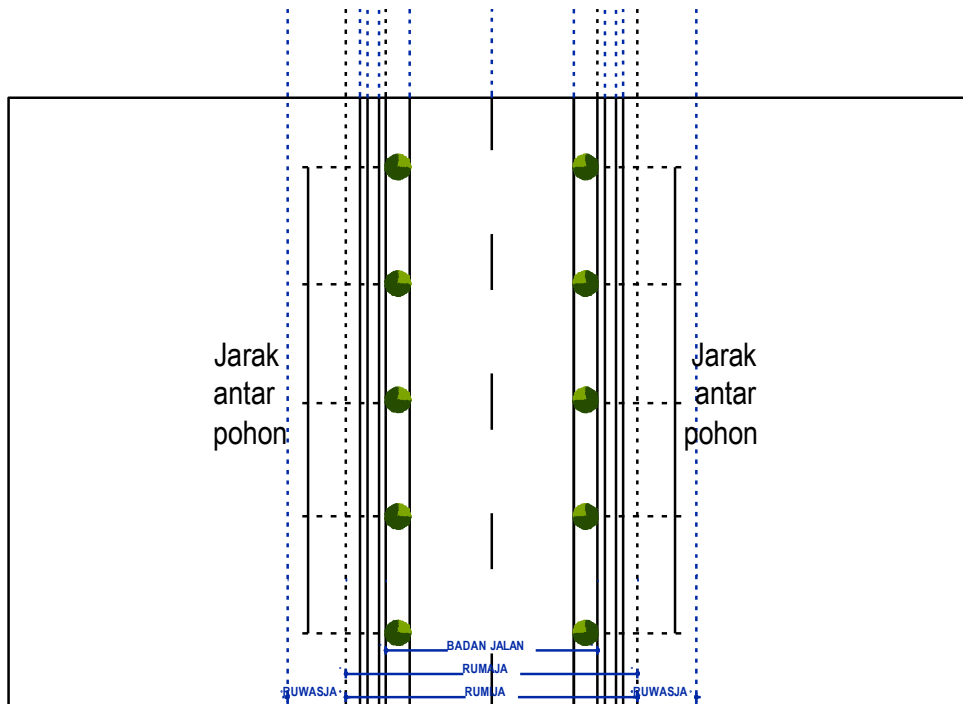 Jarak
antar
pohon
Jarak
antar
pohon
BADAN JALAN
RUMAJA
RUWASJA RUMIJA RUWASJA